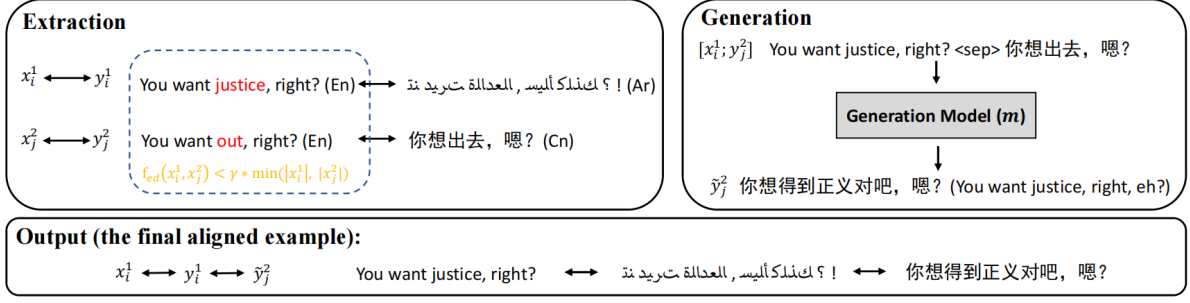 Extraction
x_i^1 ⟷ y_i^1 You want justice, right? (En) ⟷ تريد نة العدالة , أليس كذلك ؟ ! (Ar)
x_j^2 ⟷ y_j^2 You want out, right? (En) ⟷ 你想出去，嗯？(Cn)
f_ed(x_i^1, x_j^2) < γ * min(|x_i^1|, |x_j^2|)
Generation
[x_i^1; y_j^2] You want justice, right? <sep> 你想出去，嗯？
Generation Model (m)
ỹ_j^2 你想得到正义对吧，嗯？(You want justice, right, eh?)
Output (the final aligned example):
x_i^1 ⟷ y_i^1 ⟷ ỹ_j^2 You want justice, right? ⟷ تريد نة العدالة , أليس كذلك ؟ ! ⟷ 你想得到正义对吧，嗯？